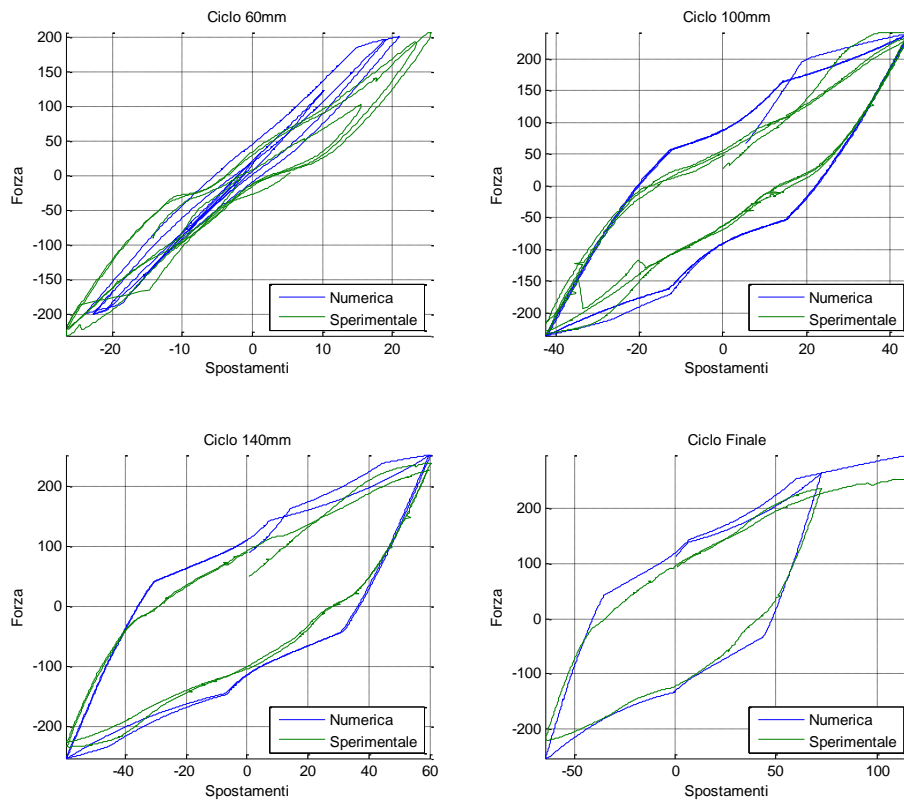 Ciclo 60mm
200
150
100
50
0
-50
-100
-150
-200
Forza
-20
-10
0
10
20
Spostamenti
Numerica
Sperimentale
Ciclo 100mm
200
150
100
50
0
-50
-100
-150
-200
Forza
-40
-20
0
20
40
Spostamenti
Numerica
Sperimentale
Ciclo 140mm
200
100
0
-100
-200
Forza
-40
-20
0
20
40
60
Spostamenti
Numerica
Sperimentale
Ciclo Finale
200
100
0
-100
-200
Forza
-50
0
50
100
Spostamenti
Numerica
Sperimentale